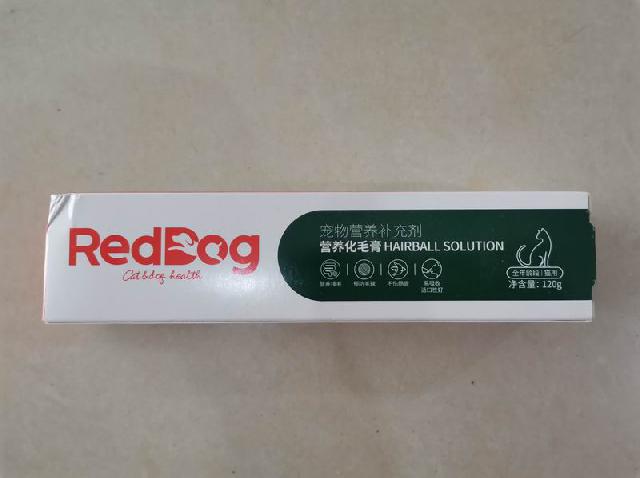 RedDog
Cat&dog health
宠物营养补充剂
营养化毛膏 HAIRBALL SOLUTION
全年龄段 | 猫用
净含量：120g